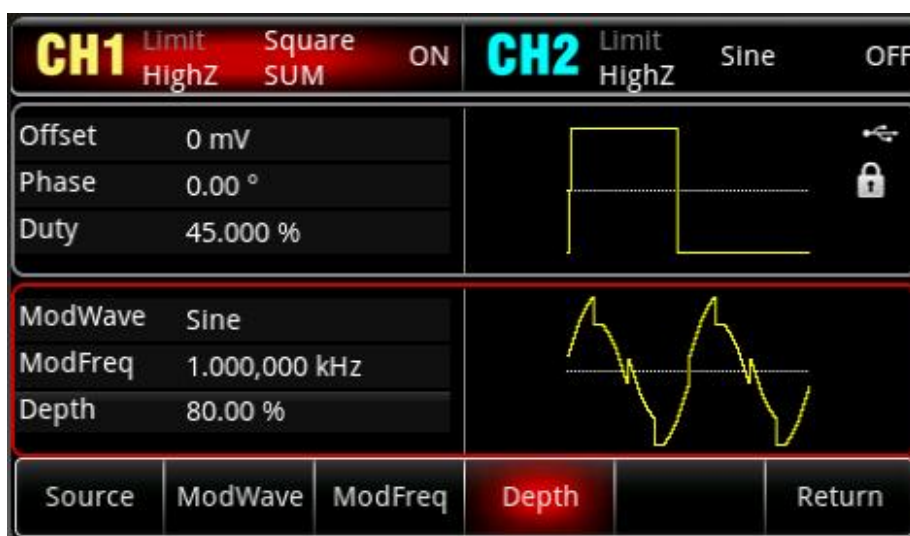 CH1 Limit Square ON CH2 Limit Sine OFF
HighZ SUM HighZ
Offset 0 mV
Phase 0.00 °
Duty 45.000 %
ModWave Sine
ModFreq 1.000,000 kHz
Depth 80.00 %
Source ModWave ModFreq Depth Return